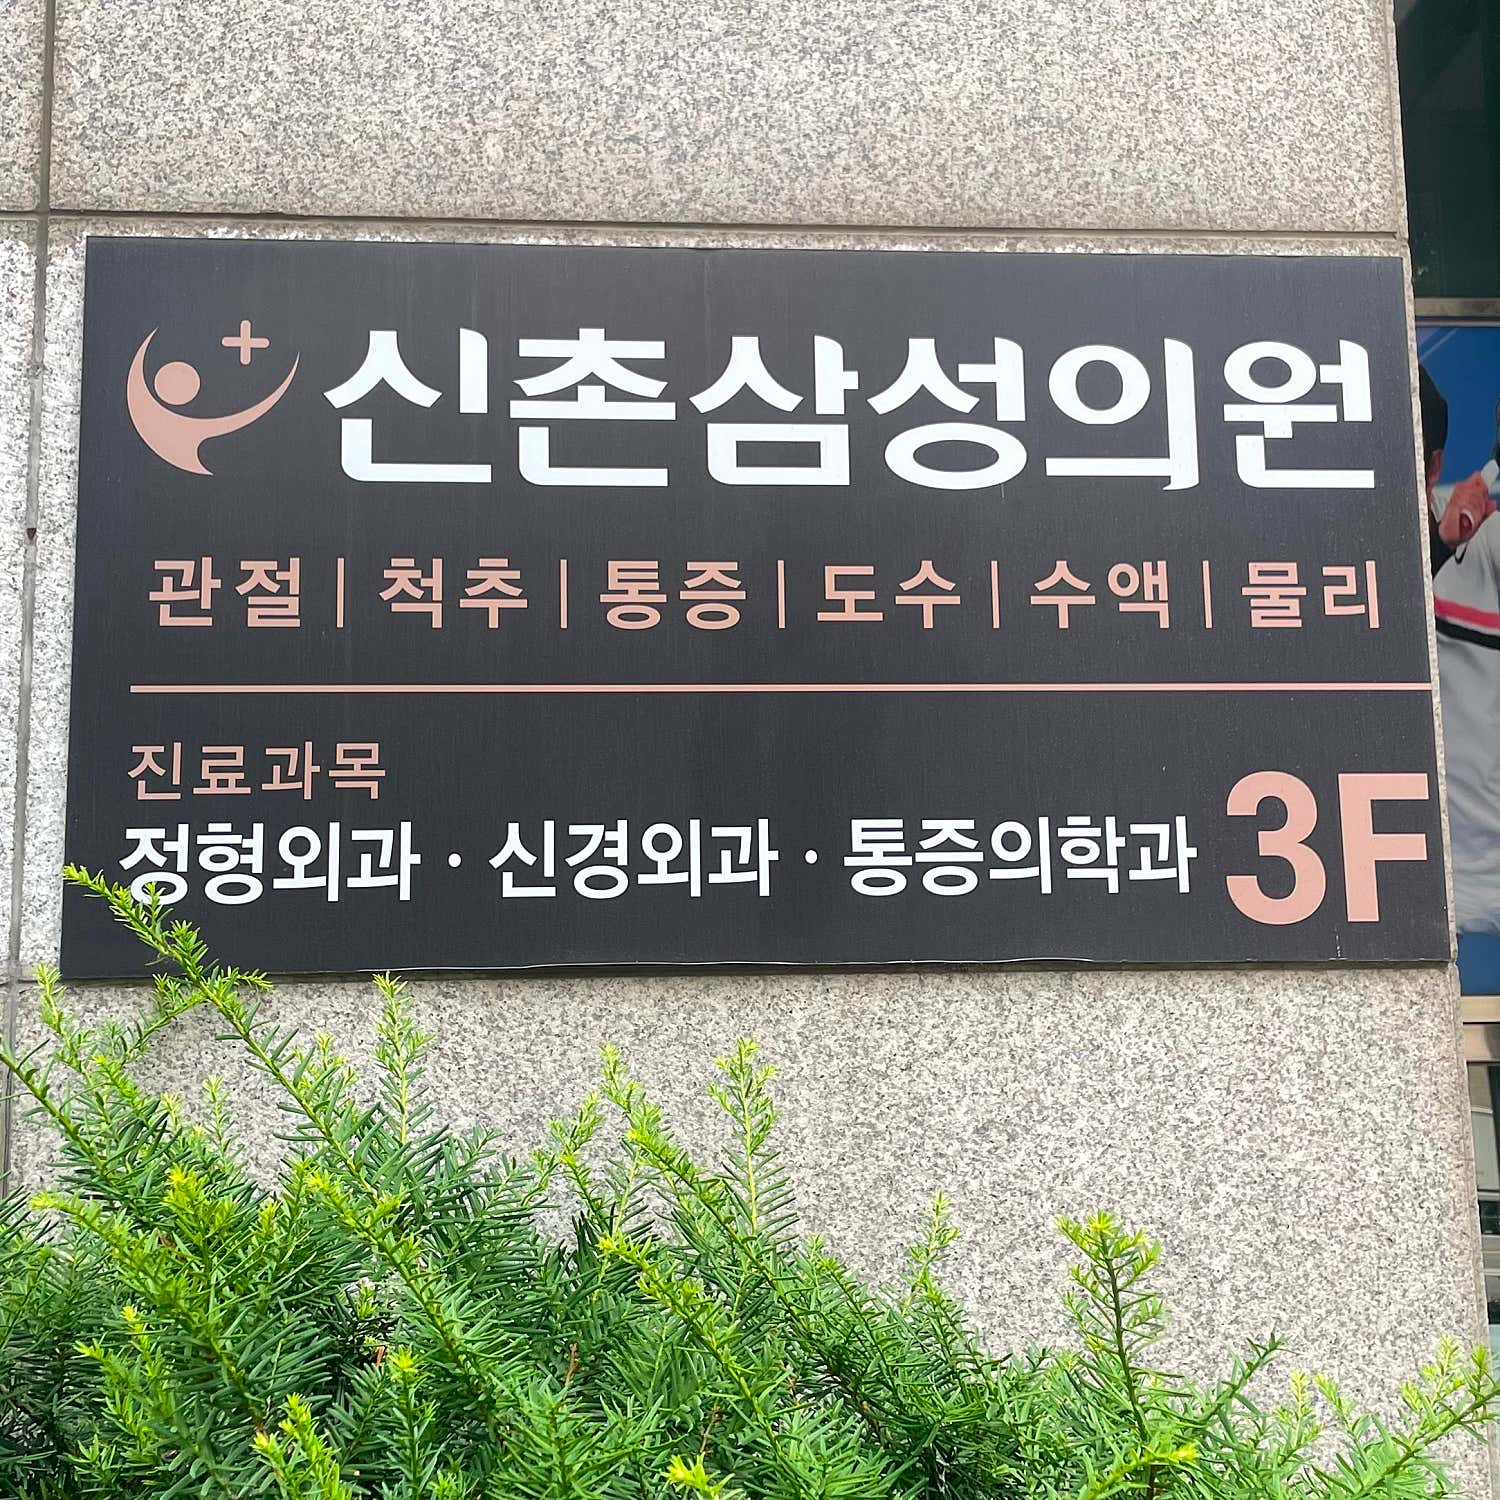 신촌삼성의원
관절 | 척추 | 통증 | 도수 | 수액 | 물리
진료과목
정형외과 · 신경외과 · 통증의학과 3F